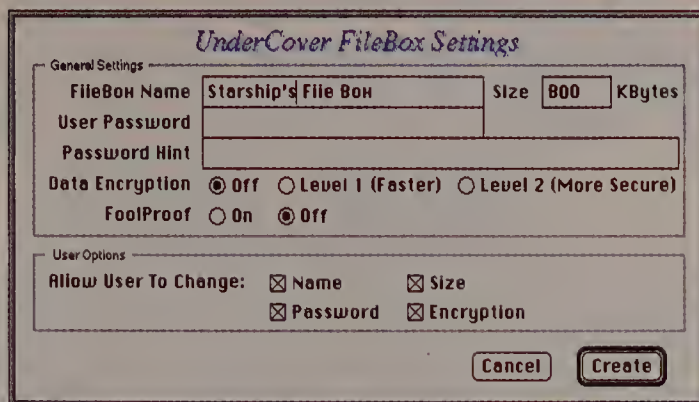 UnderCover FileBox Settings
General Settings
FileBox Name Starship's File Box Size 800 KBytes
User Password
Password Hint
Data Encryption Off Level 1 (Faster) Level 2 (More Secure)
FoolProof On Off
User Options
Allow User To Change: Name Size
Password Encryption
Cancel Create